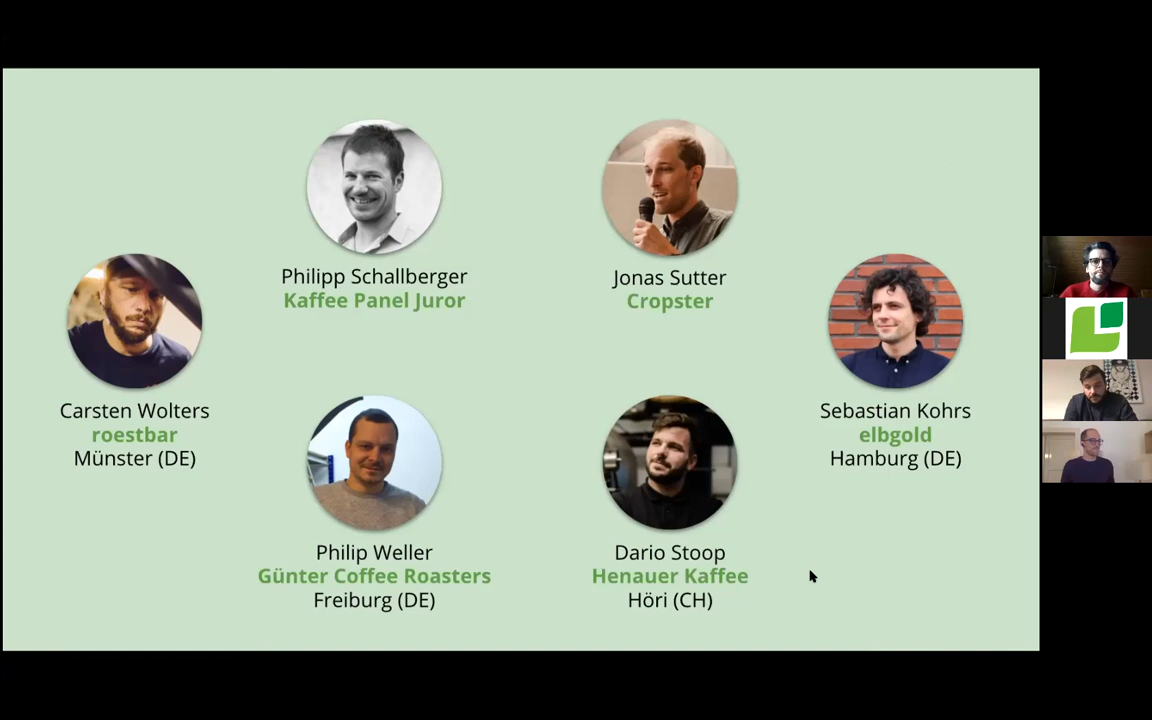 Philipp Schallberger
Kaffee Panel Juror
Jonas Sutter
Cropster
Carsten Wolters
roestbar
Münster (DE)
Sebastian Kohrs
elbgold
Hamburg (DE)
Philip Weller
Günter Coffee Roasters
Freiburg (DE)
Dario Stoop
Henauer Kaffee
Höri (CH)